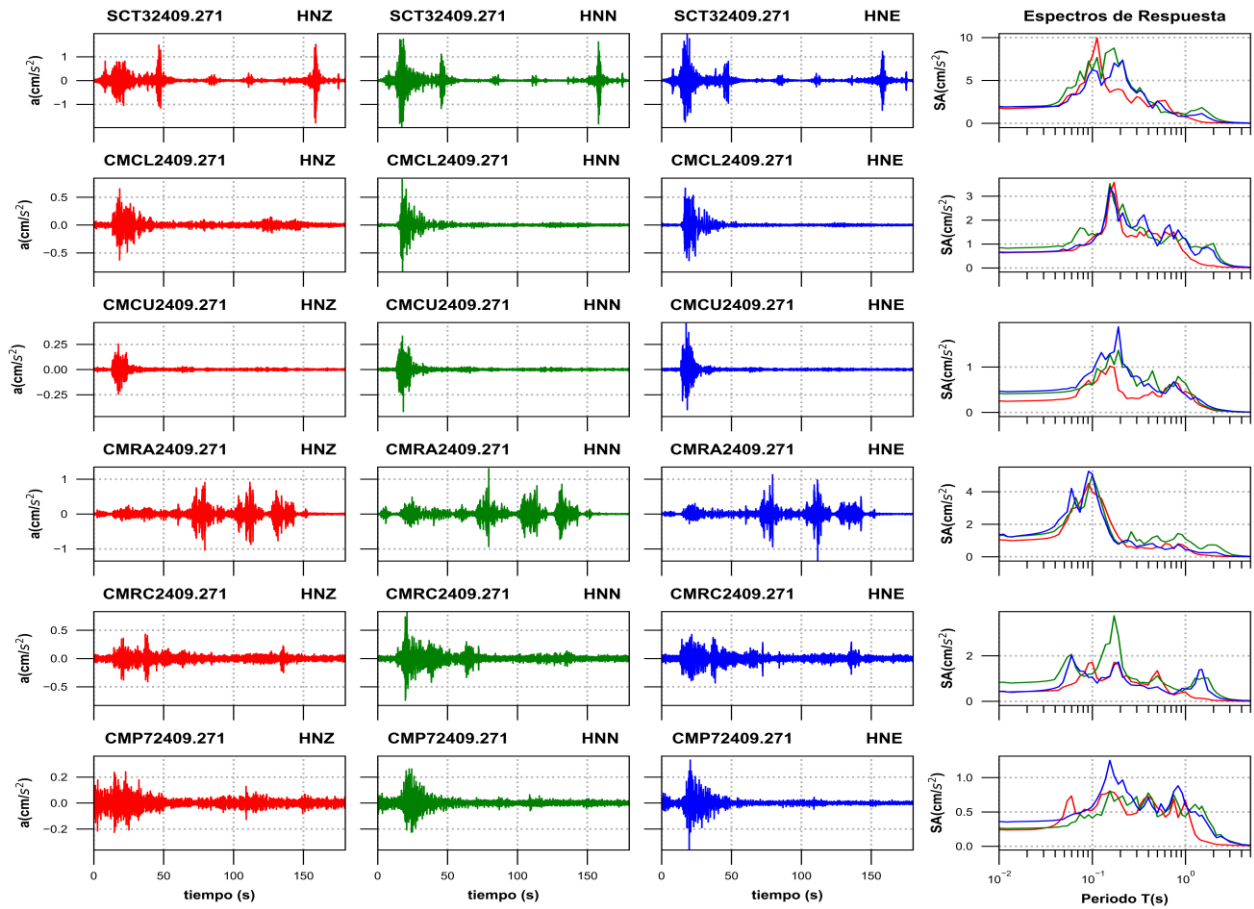 SCT32409.271 HNZ SCT32409.271 HNN SCT32409.271 HNE Espectros de Respuesta
a(cm/s²)
1
0
−1
SA(cm/s²)
10
5
0
CMCL2409.271 HNZ CMCL2409.271 HNN CMCL2409.271 HNE
a(cm/s²)
0.5
0.0
−0.5
SA(cm/s²)
3
2
1
0
CMCU2409.271 HNZ CMCU2409.271 HNN CMCU2409.271 HNE
a(cm/s²)
0.25
0.00
−0.25
SA(cm/s²)
1
0
CMRA2409.271 HNZ CMRA2409.271 HNN CMRA2409.271 HNE
a(cm/s²)
1
0
−1
SA(cm/s²)
4
2
0
CMRC2409.271 HNZ CMRC2409.271 HNN CMRC2409.271 HNE
a(cm/s²)
0.5
0.0
−0.5
SA(cm/s²)
2
0
CMP72409.271 HNZ CMP72409.271 HNN CMP72409.271 HNE
a(cm/s²)
0.2
0.0
−0.2
SA(cm/s²)
1.0
0.5
0.0
0 50 100 150 0 50 100 150 0 50 100 150 10⁻² 10⁻¹ 10⁰
tiempo (s) tiempo (s) tiempo (s) Periodo T(s)